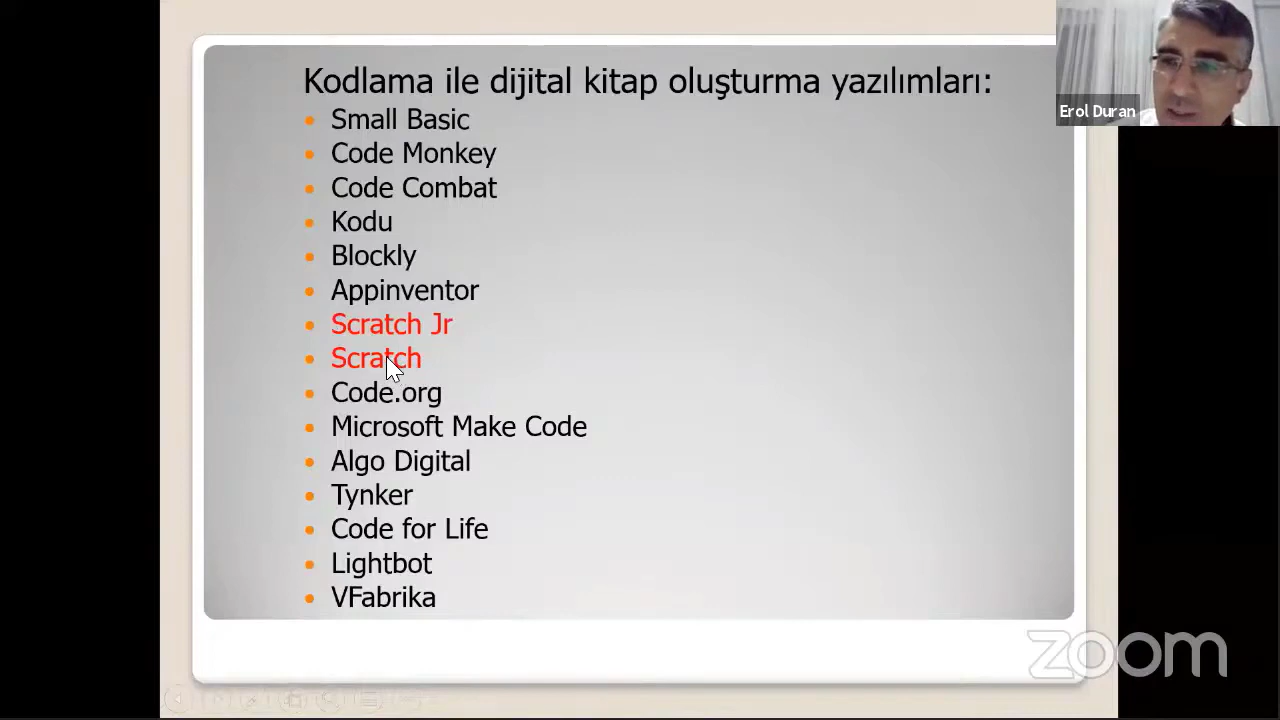 Kodlama ile dijital kitap oluşturma yazılımları:
Small Basic
Code Monkey
Code Combat
Kodu
Blockly
Appinventor
Scratch Jr
Scratch
Code.org
Microsoft Make Code
Algo Digital
Tynker
Code for Life
Lightbot
VFabrika
Erol Duran
zoom